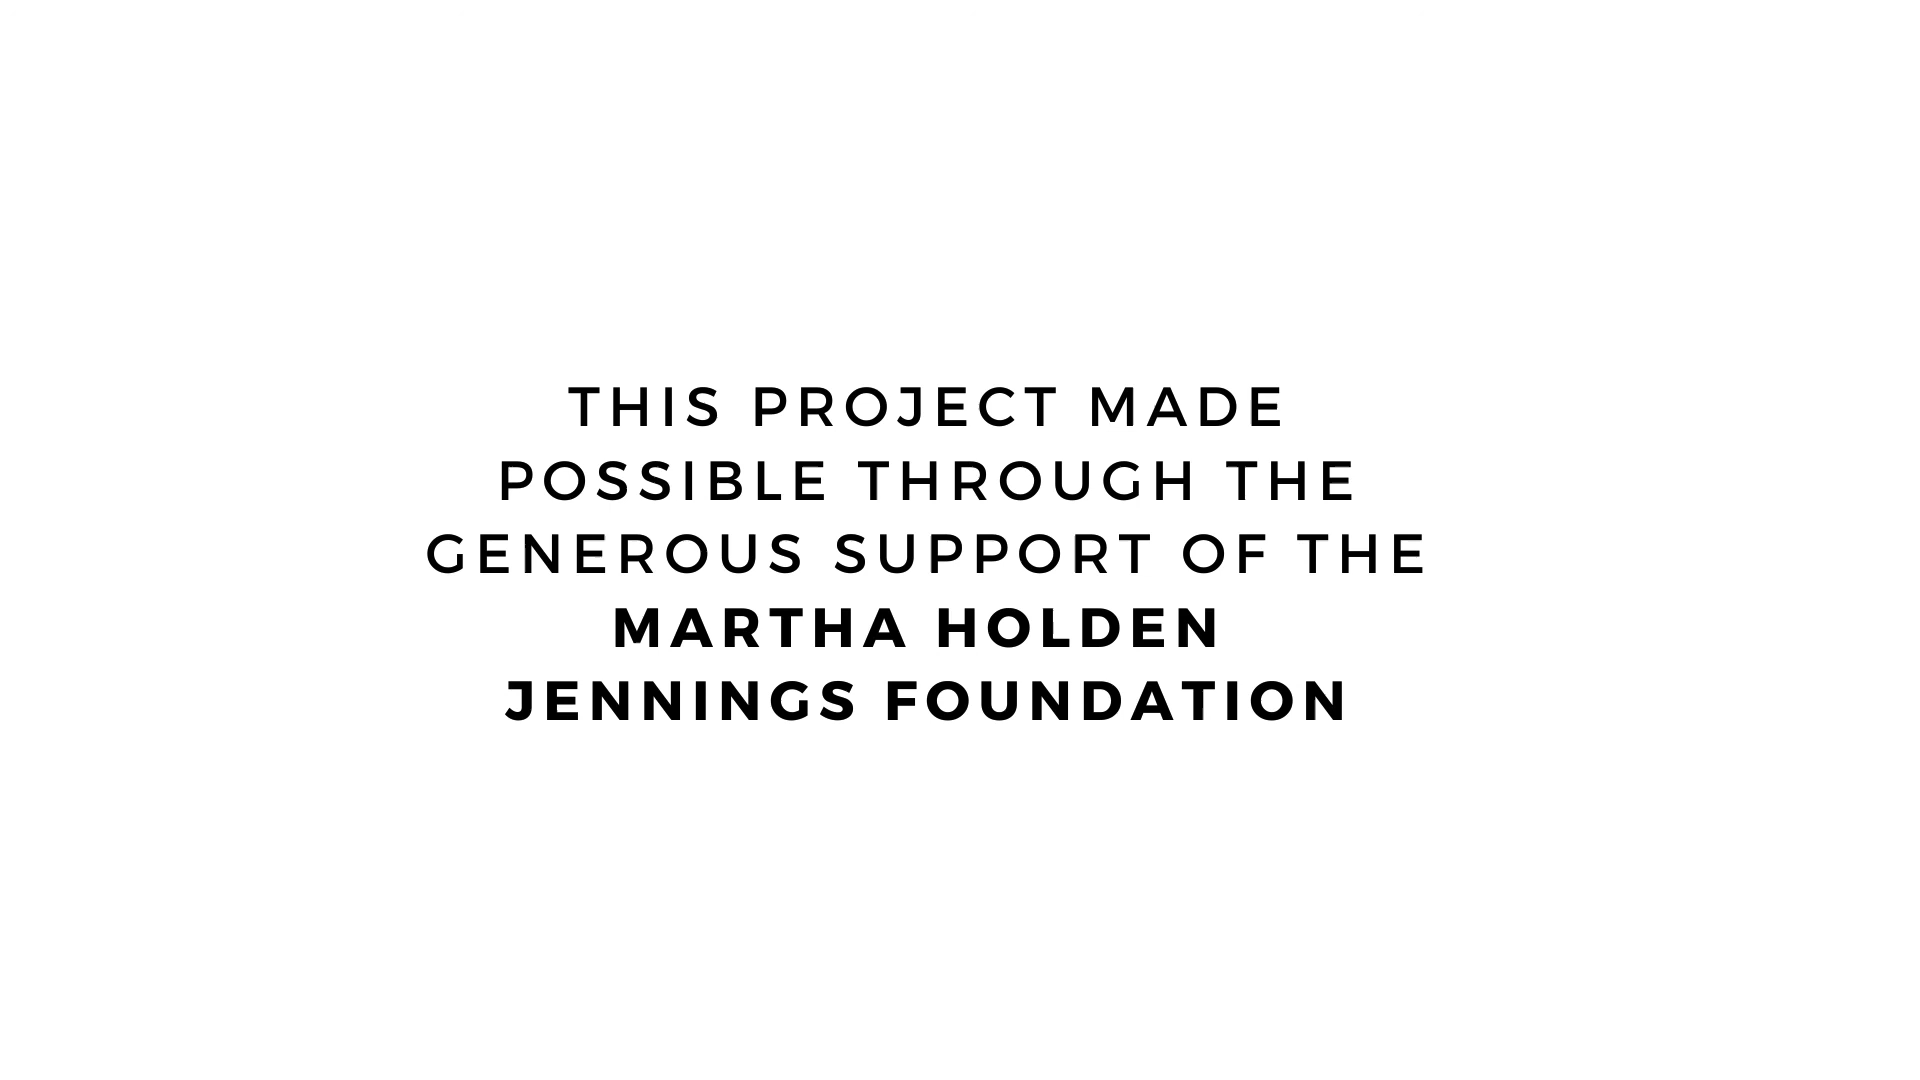 THIS PROJECT MADE
POSSIBLE THROUGH THE
GENEROUS SUPPORT OF THE
MARTHA HOLDEN
JENNINGS FOUNDATION